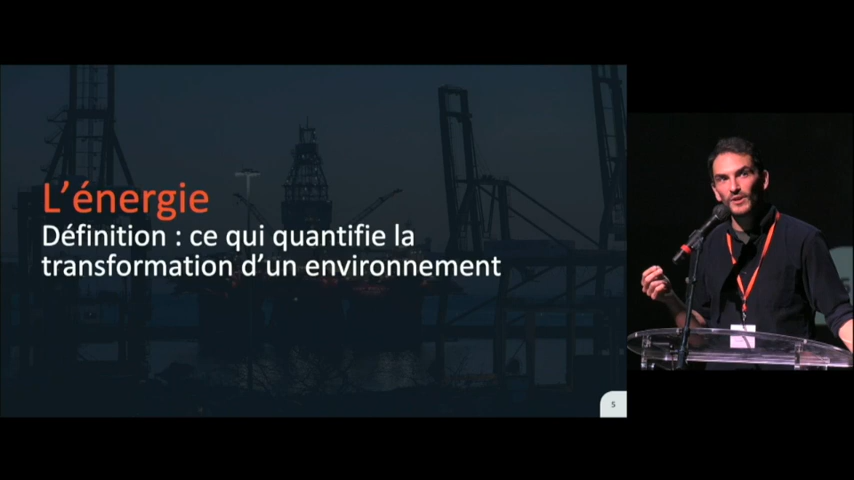 L'énergie
Définition : ce qui quantifie la
transformation d'un environnement
5